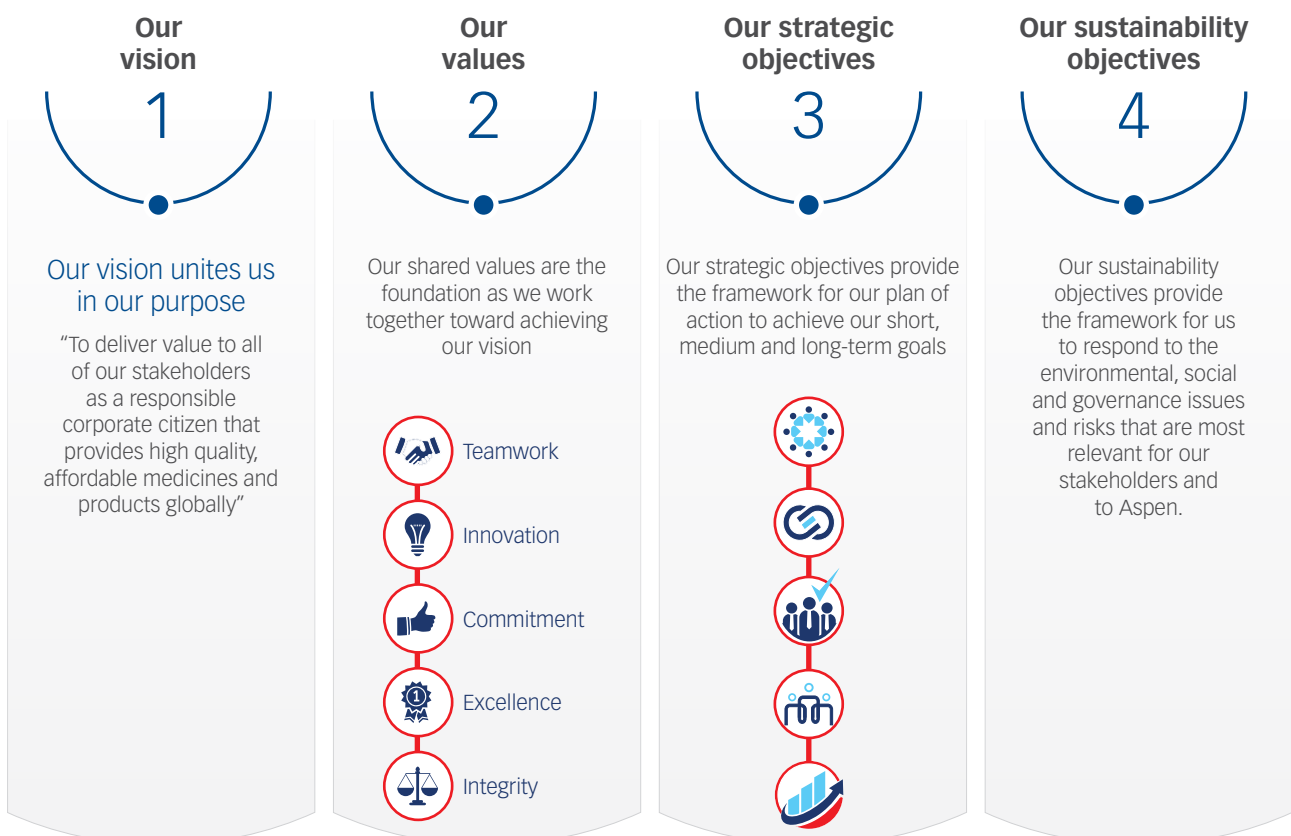 Our
vision
1
Our vision unites us
in our purpose
“To deliver value to all
of our stakeholders
as a responsible
corporate citizen that
provides high quality,
affordable medicines and
products globally”
Our
values
2
Our shared values are the
foundation as we work
together toward achieving
our vision
Teamwork
Innovation
Commitment
1
Excellence
Integrity
Our strategic
objectives
3
Our strategic objectives provide
the framework for our plan of
action to achieve our short,
medium and long-term goals
Our sustainability
objectives
4
Our sustainability
objectives provide
the framework for us
to respond to the
environmental, social
and governance issues
and risks that are most
relevant for our
stakeholders and
to Aspen.